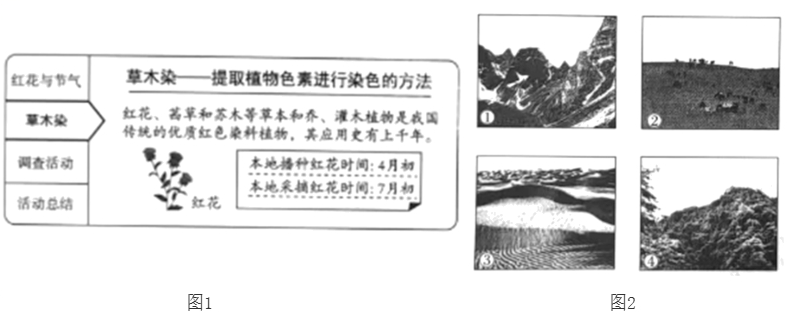 红花与节气
草木染
调查活动
活动总结
草木染——提取植物色素进行染色的方法
红花、茜草和苏木等草本和乔、灌木植物是我国
传统的优质红色染料植物，其应用史有上千年。
本地播种红花时间：4月初
本地采摘红花时间：7月初
红花
①
②
③
④
图1
图2